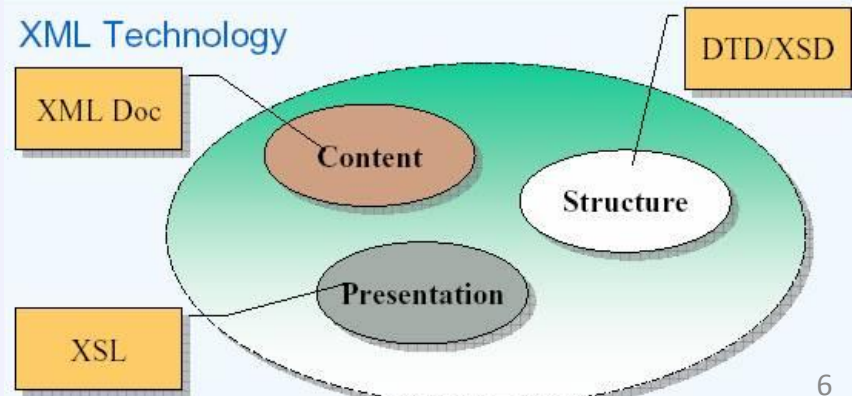 XML Technology
DTD/XSD
XML Doc
Content
Structure
Presentation
XSL
6